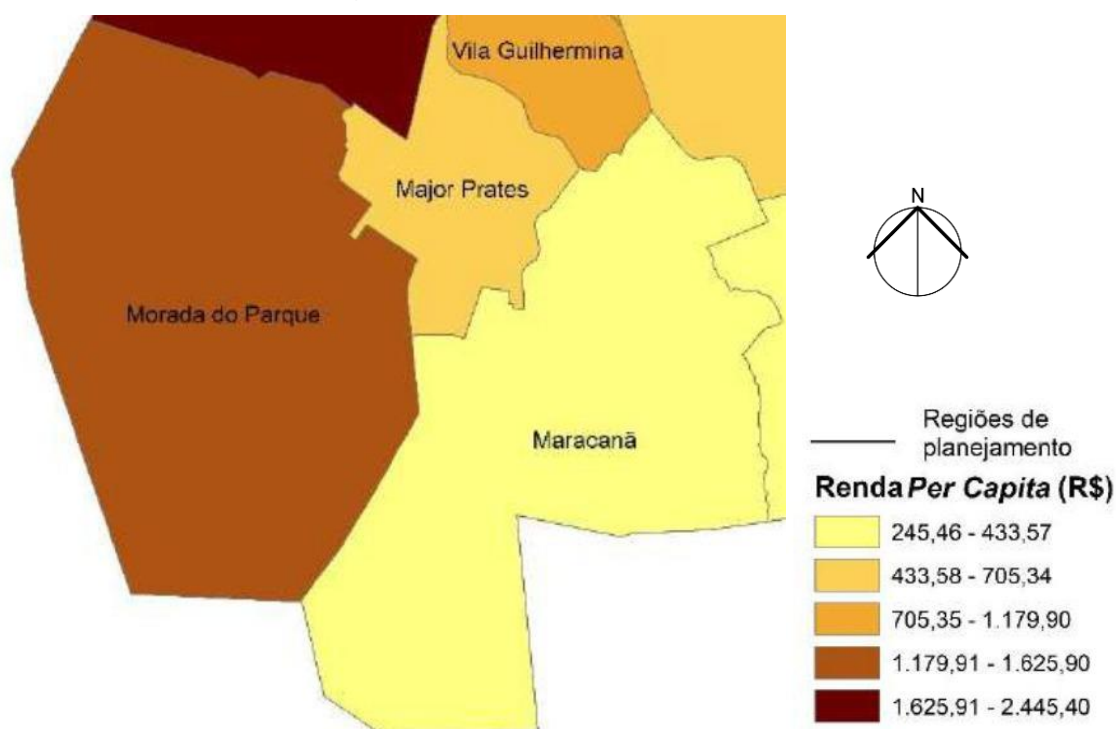 Vila Guilhermina
Major Prates
Morada do Parque
Maracanã
N
Regiões de
planejamento
Renda Per Capita (R$)
245,46 - 433,57
433,58 - 705,34
705,35 - 1.179,90
1.179,91 - 1.625,90
1.625,91 - 2.445,40